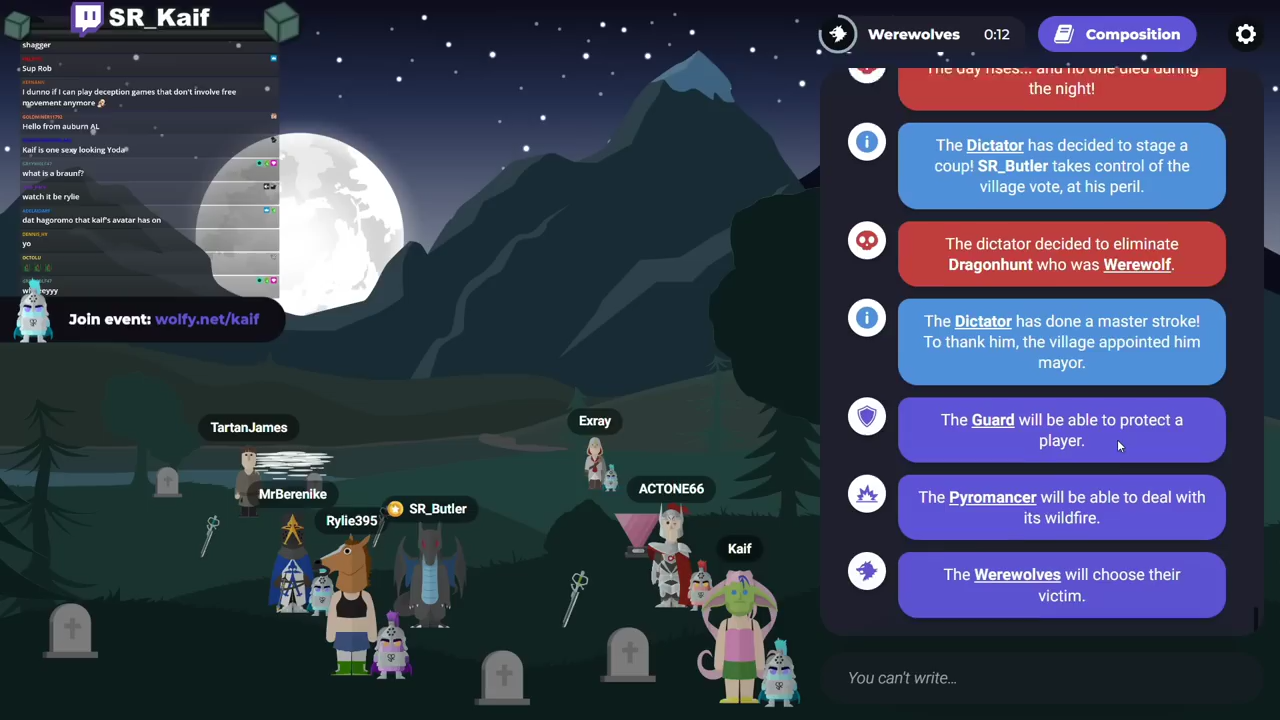 SR_Kaif
shagger
Sup Rob
I dunno if I can play deception games that don't involve free
movement anymore
Hello from auburn AL
Kaif is one sexy looking Yoda
what is a braunf?
watch it be rylie
dat hagoromo that kaif's avatar has on
yo
Join event: wolfy.net/kaif
TartanJames
MrBerenike
Rylie395
SR_Butler
Exray
ACTONE66
Kaif
Werewolves 0:12
Composition
The day rises... and no one died during
the night!
The Dictator has decided to stage a
coup! SR_Butler takes control of the
village vote, at his peril.
The dictator decided to eliminate
Dragonhunt who was Werewolf.
The Dictator has done a master stroke!
To thank him, the village appointed him
mayor.
The Guard will be able to protect a
player.
The Pyromancer will be able to deal with
its wildfire.
The Werewolves will choose their
victim.
You can't write...